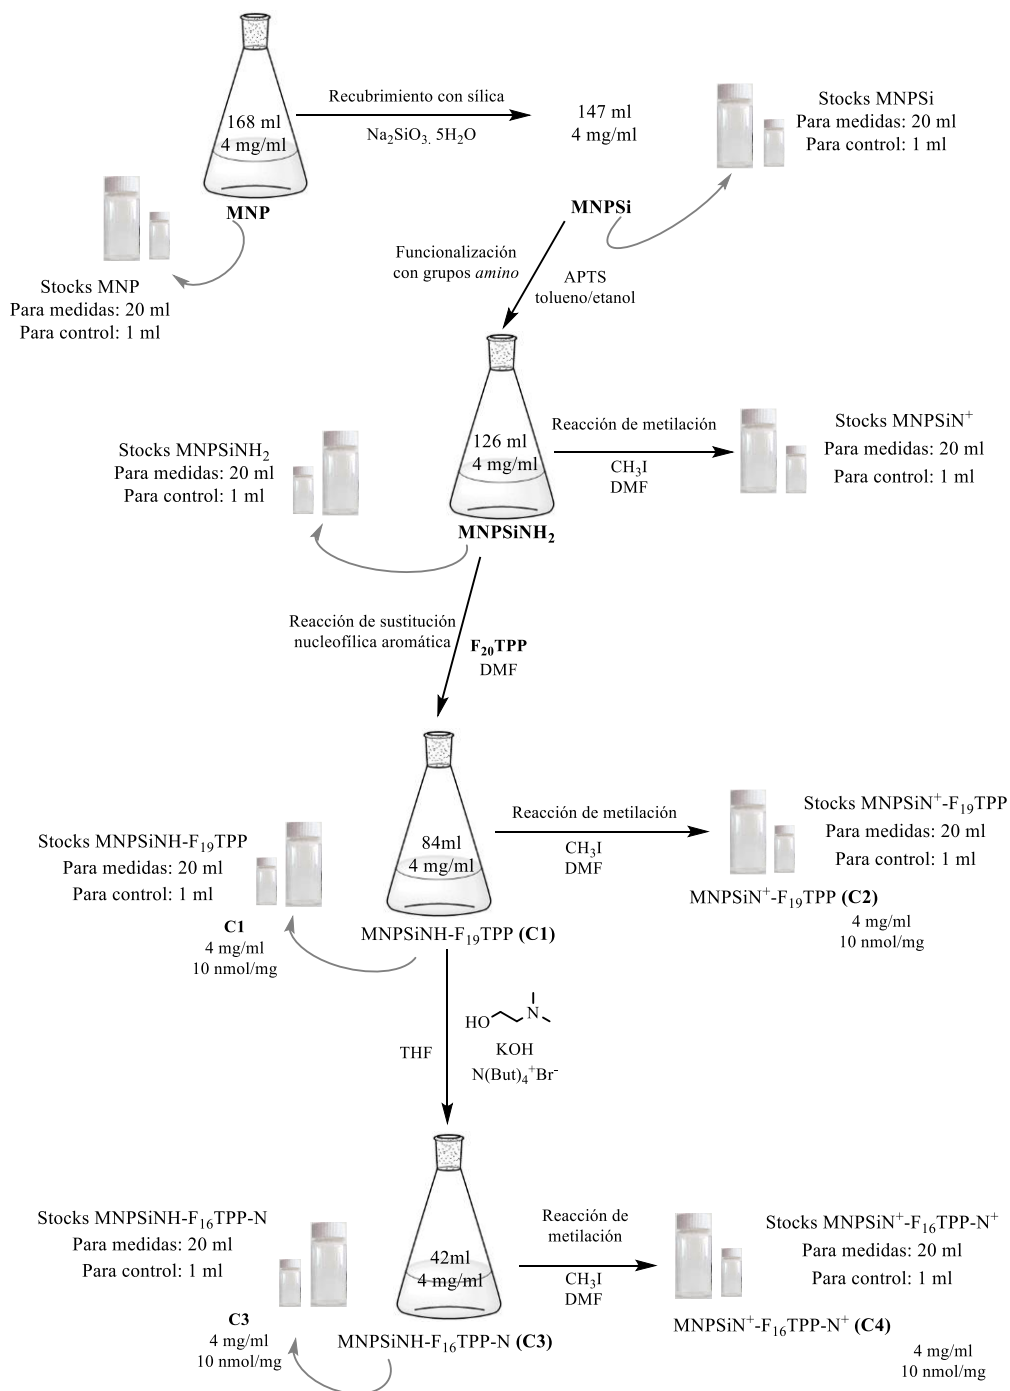 168 ml
4 mg/ml
MNP
Recubrimiento con sílica
Na₂SiO₃. 5H₂O
147 ml
4 mg/ml
MNPSi
Stocks MNPSi
Para medidas: 20 ml
Para control: 1 ml
Stocks MNP
Para medidas: 20 ml
Para control: 1 ml
Funcionalización
con grupos amino
APTS
tolueno/etanol
126 ml
4 mg/ml
MNPSiNH₂
Reacción de metilación
CH₃I
DMF
Stocks MNPSiN⁺
Para medidas: 20 ml
Para control: 1 ml
Stocks MNPSiNH₂
Para medidas: 20 ml
Para control: 1 ml
Reacción de sustitución
nucleofílica aromática
F₂₀TPP
DMF
84ml
4 mg/ml
MNPSiNH-F₁₉TPP (C1)
Reacción de metilación
CH₃I
DMF
Stocks MNPSiN⁺-F₁₉TPP
Para medidas: 20 ml
Para control: 1 ml
MNPSiN⁺-F₁₉TPP (C2)
4 mg/ml
10 nmol/mg
Stocks MNPSiNH-F₁₉TPP
Para medidas: 20 ml
Para control: 1 ml
C1
4 mg/ml
10 nmol/mg
THF
HO N
KOH
N(But)₄⁺Br⁻
42ml
4 mg/ml
MNPSiNH-F₁₆TPP-N (C3)
Reacción de
metilación
CH₃I
DMF
Stocks MNPSiN⁺-F₁₆TPP-N⁺
Para medidas: 20 ml
Para control: 1 ml
MNPSiN⁺-F₁₆TPP-N⁺ (C4)
4 mg/ml
10 nmol/mg
Stocks MNPSiNH-F₁₆TPP-N
Para medidas: 20 ml
Para control: 1 ml
C3
4 mg/ml
10 nmol/mg